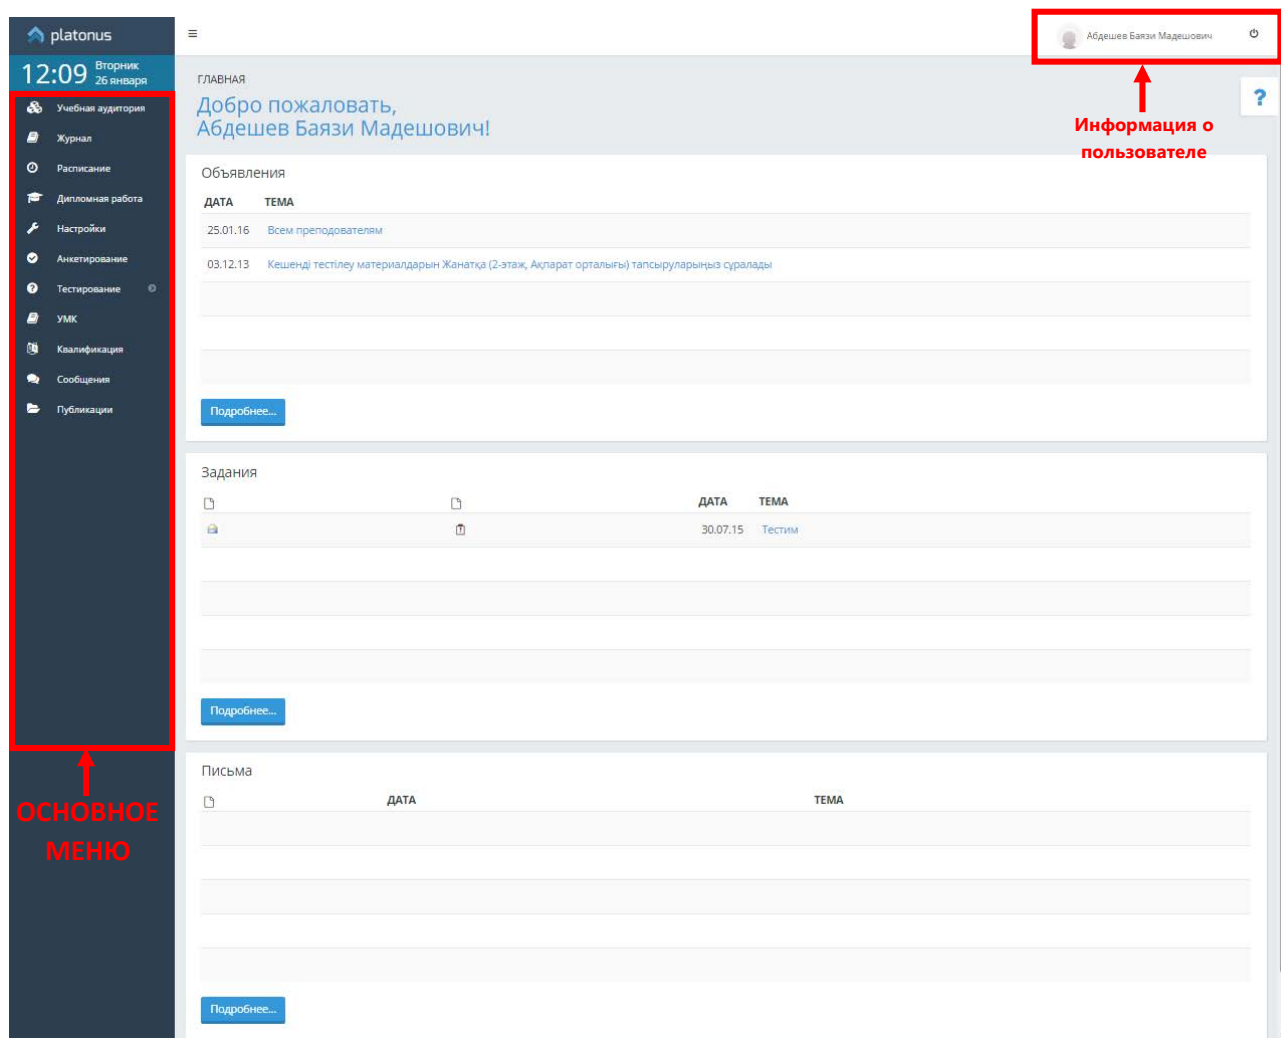 platonus
Абдешев Баязи Мадешович
12:09 Вторник
26 января
Учебная аудитория
Журнал
Расписание
Дипломная работа
Настройки
Анкетирование
Тестирование
УМК
Квалификация
Сообщения
Публикации
ОСНОВНОЕ
МЕНЮ
ГЛАВНАЯ
Добро пожаловать,
Абдешев Баязи Мадешович!
?
Информация о
пользователе
Объявления
ДАТА ТЕМА
25.01.16 Всем преподователям
03.12.13 Кешенді тестілеу материалдарын Жанатқа (2-этаж, Ақпарат орталығы) тапсыруларыңыз сұралады
Подробнее...
Задания
ДАТА ТЕМА
30.07.15 Тестим
Подробнее...
Письма
ДАТА ТЕМА
Подробнее...